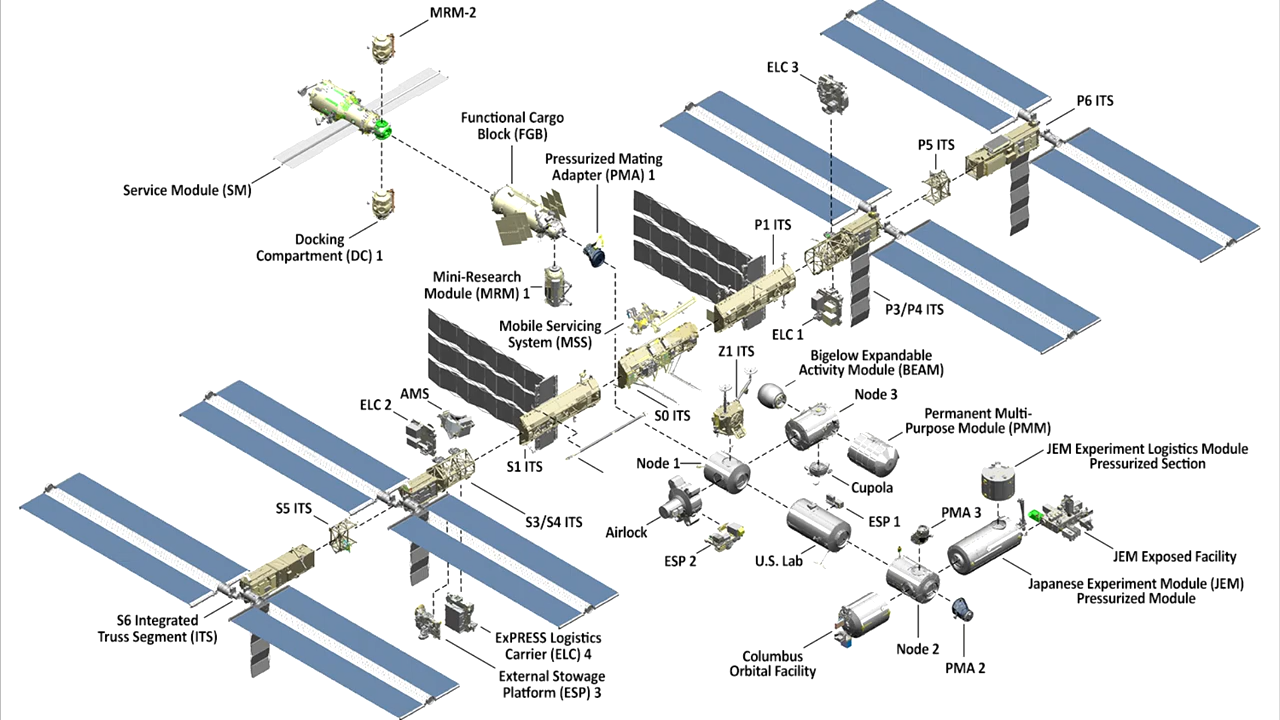 MRM-2
ELC 3
P6 ITS
Functional Cargo
Block (FGB)
P5 ITS
Pressurized Mating
Adapter (PMA) 1
Service Module (SM)
P1 ITS
Docking
Compartment (DC) 1
Mini-Research
Module (MRM) 1
P3/P4 ITS
Mobile Servicing
System (MSS)
ELC 1
Z1 ITS
Bigelow Expandable
Activity Module (BEAM)
AMS
ELC 2
S0 ITS
Node 3
Permanent Multi-
Purpose Module (PMM)
JEM Experiment Logistics Module
Pressurized Section
S1 ITS
Node 1
Cupola
S5 ITS
S3/S4 ITS
Airlock
ESP 1
PMA 3
ESP 2
U.S. Lab
JEM Exposed Facility
Japanese Experiment Module (JEM)
Pressurized Module
S6 Integrated
Truss Segment (ITS)
ExPRESS Logistics
Carrier (ELC) 4
Node 2
Columbus
Orbital Facility
PMA 2
External Stowage
Platform (ESP) 3